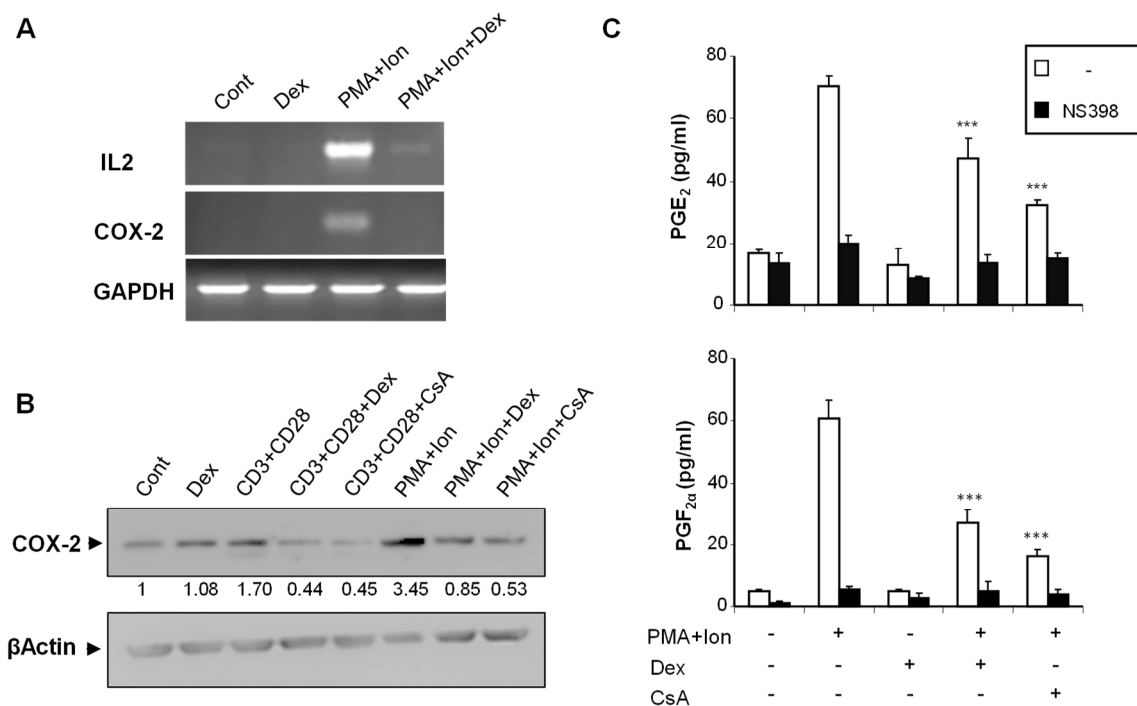 A
Cont Dex PMA+Ion PMA+Ion+Dex
IL2
COX-2
GAPDH
B
Cont Dex CD3+CD28 CD3+CD28+Dex CD3+CD28+CsA PMA+Ion PMA+Ion+Dex PMA+Ion+CsA
COX-2
1 1.08 1.70 0.44 0.45 3.45 0.85 0.53
βActin
C
-
NS398
PGE2 (pg/ml)
80
60
40
20
0
*** ***
PGF2α (pg/ml)
80
60
40
20
0
*** ***
PMA+Ion - + - + +
Dex - - + + -
CsA - - - - +